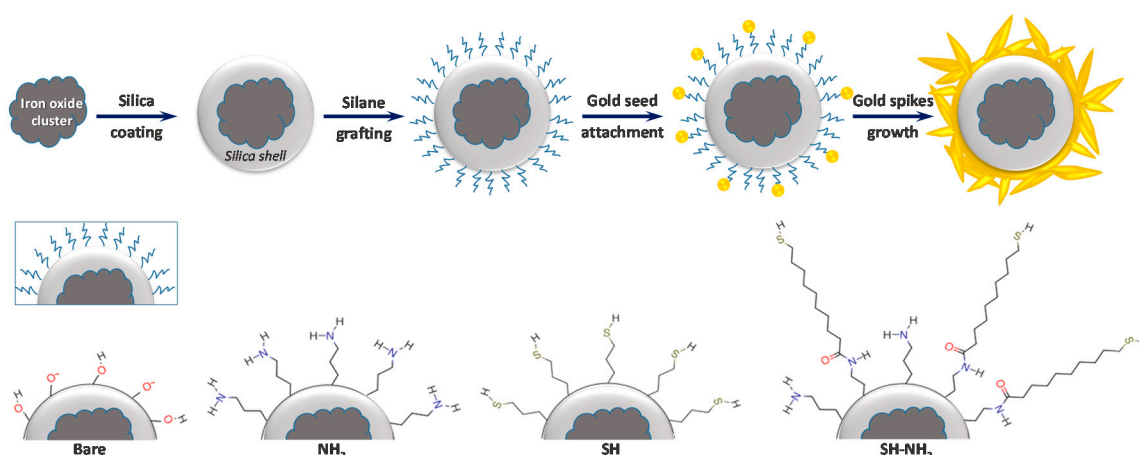 Iron oxide
cluster
Silica
coating
Silica shell
Silane
grafting
Gold seed
attachment
Gold spikes
growth
H
O
O⁻
H
O
O⁻
O
H
Bare
H
N
H
H
N
H
H
N
H
H
N
H
H
N
H
NH₂
H
S
H
S
H
S
S
H
S
H
SH
H
S
O
N
H
H
N
H
H
N
H
S
H
O
N
H
S
O
N
H
SH-NH₂